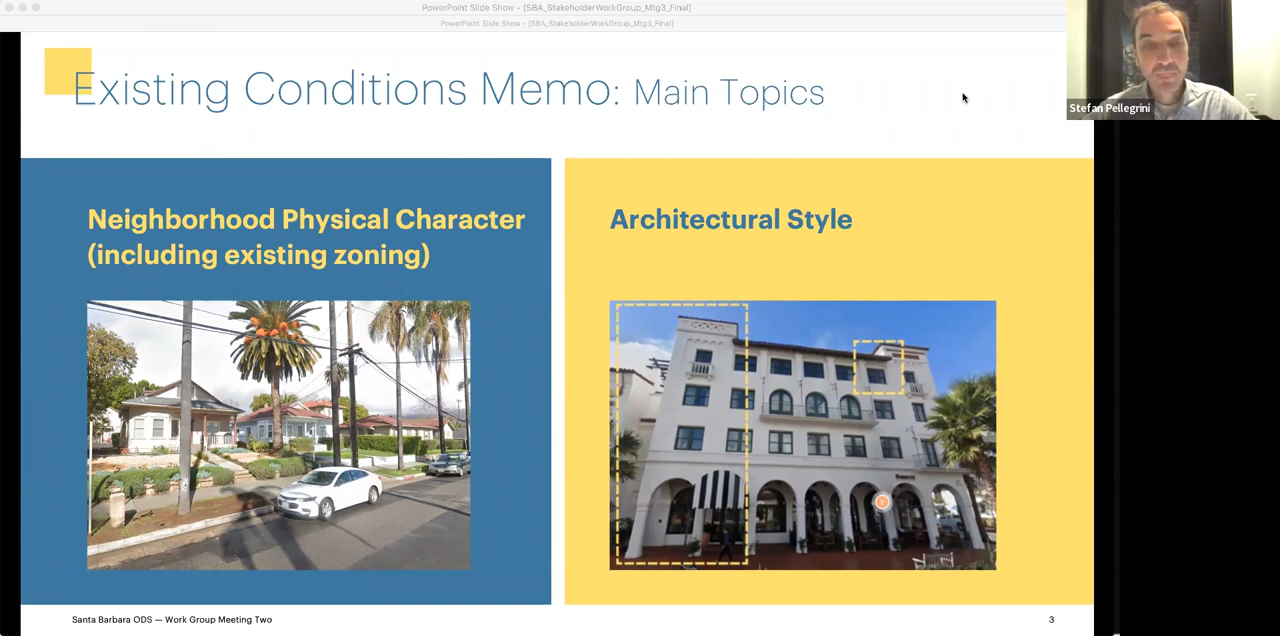 PowerPoint Slide Show - [SBA_StakeholderWorkGroup_Mtg3_Final]
PowerPoint Slide Show - [SBA_StakeholderWorkGroup_Mtg3_Final]
Stefan Pellegrini
Existing Conditions Memo: Main Topics
Neighborhood Physical Character
(including existing zoning)
Architectural Style
Santa Barbara ODS — Work Group Meeting Two
3